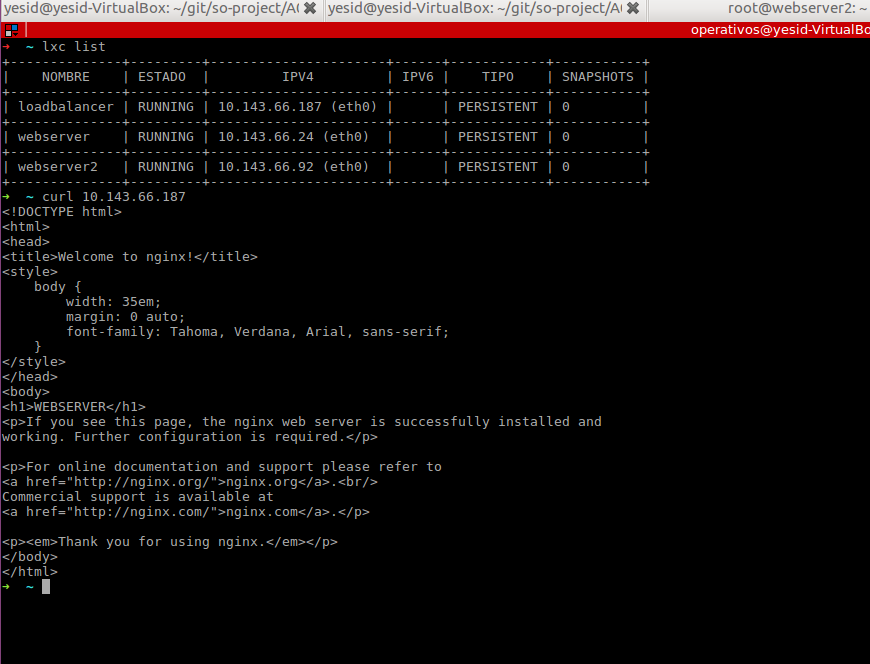 yesid@yesid-VirtualBox: ~/git/so-project/A yesid@yesid-VirtualBox: ~/git/so-project/A root@webserver2: ~
operativos@yesid-VirtualBo
➜  ~ lxc list
+--------------+---------+----------------------+------+------------+-----------+
|    NOMBRE    | ESTADO  |         IPV4         | IPV6 |    TIPO    | SNAPSHOTS |
+--------------+---------+----------------------+------+------------+-----------+
| loadbalancer | RUNNING | 10.143.66.187 (eth0) |      | PERSISTENT | 0         |
+--------------+---------+----------------------+------+------------+-----------+
| webserver    | RUNNING | 10.143.66.24 (eth0)  |      | PERSISTENT | 0         |
+--------------+---------+----------------------+------+------------+-----------+
| webserver2   | RUNNING | 10.143.66.92 (eth0)  |      | PERSISTENT | 0         |
+--------------+---------+----------------------+------+------------+-----------+
➜  ~ curl 10.143.66.187
<!DOCTYPE html>
<html>
<head>
<title>Welcome to nginx!</title>
<style>
    body {
        width: 35em;
        margin: 0 auto;
        font-family: Tahoma, Verdana, Arial, sans-serif;
    }
</style>
</head>
<body>
<h1>WEBSERVER</h1>
<p>If you see this page, the nginx web server is successfully installed and
working. Further configuration is required.</p>

<p>For online documentation and support please refer to
<a href="http://nginx.org/">nginx.org</a>.<br/>
Commercial support is available at
<a href="http://nginx.com/">nginx.com</a>.</p>

<p><em>Thank you for using nginx.</em></p>
</body>
</html>
➜  ~